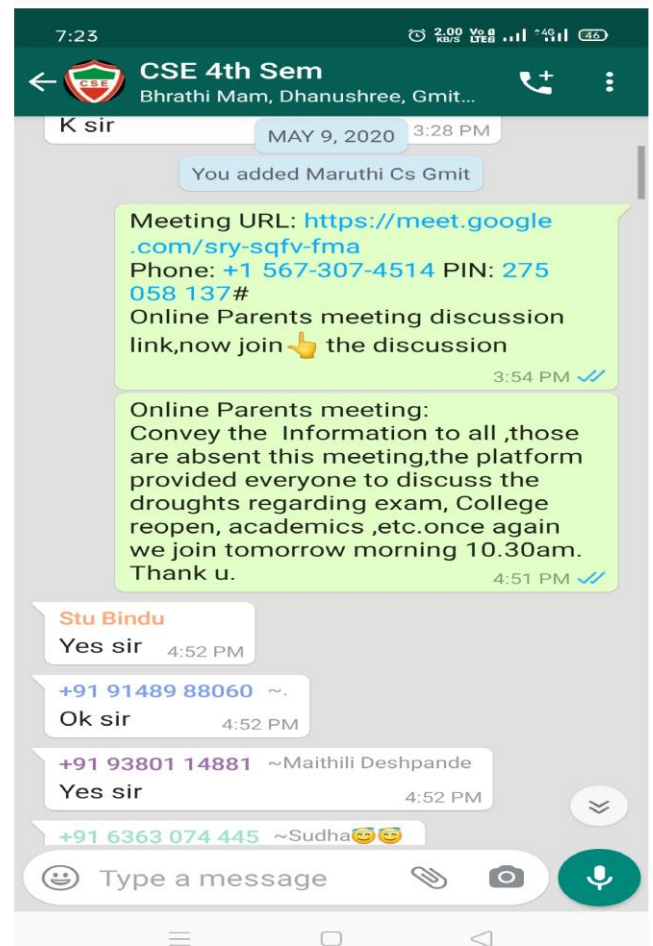 7:23 2.00 KB/S Vo LTE2 4G 46
CSE 4th Sem
CSE
Bhrathi Mam, Dhanushree, Gmit...
K sir 3:28 PM
MAY 9, 2020
You added Maruthi Cs Gmit
Meeting URL: https://meet.google
.com/sry-sqfv-fma
Phone: +1 567-307-4514 PIN: 275
058 137#
Online Parents meeting discussion
link,now join👆 the discussion
3:54 PM
Online Parents meeting:
Convey the Information to all ,those
are absent this meeting,the platform
provided everyone to discuss the
droughts regarding exam, College
reopen, academics ,etc.once again
we join tomorrow morning 10.30am.
Thank u. 4:51 PM
Stu Bindu
Yes sir 4:52 PM
+91 91489 88060 ~.
Ok sir 4:52 PM
+91 93801 14881 ~Maithili Deshpande
Yes sir 4:52 PM
+91 6363 074 445 ~Sudha😇😇
Type a message